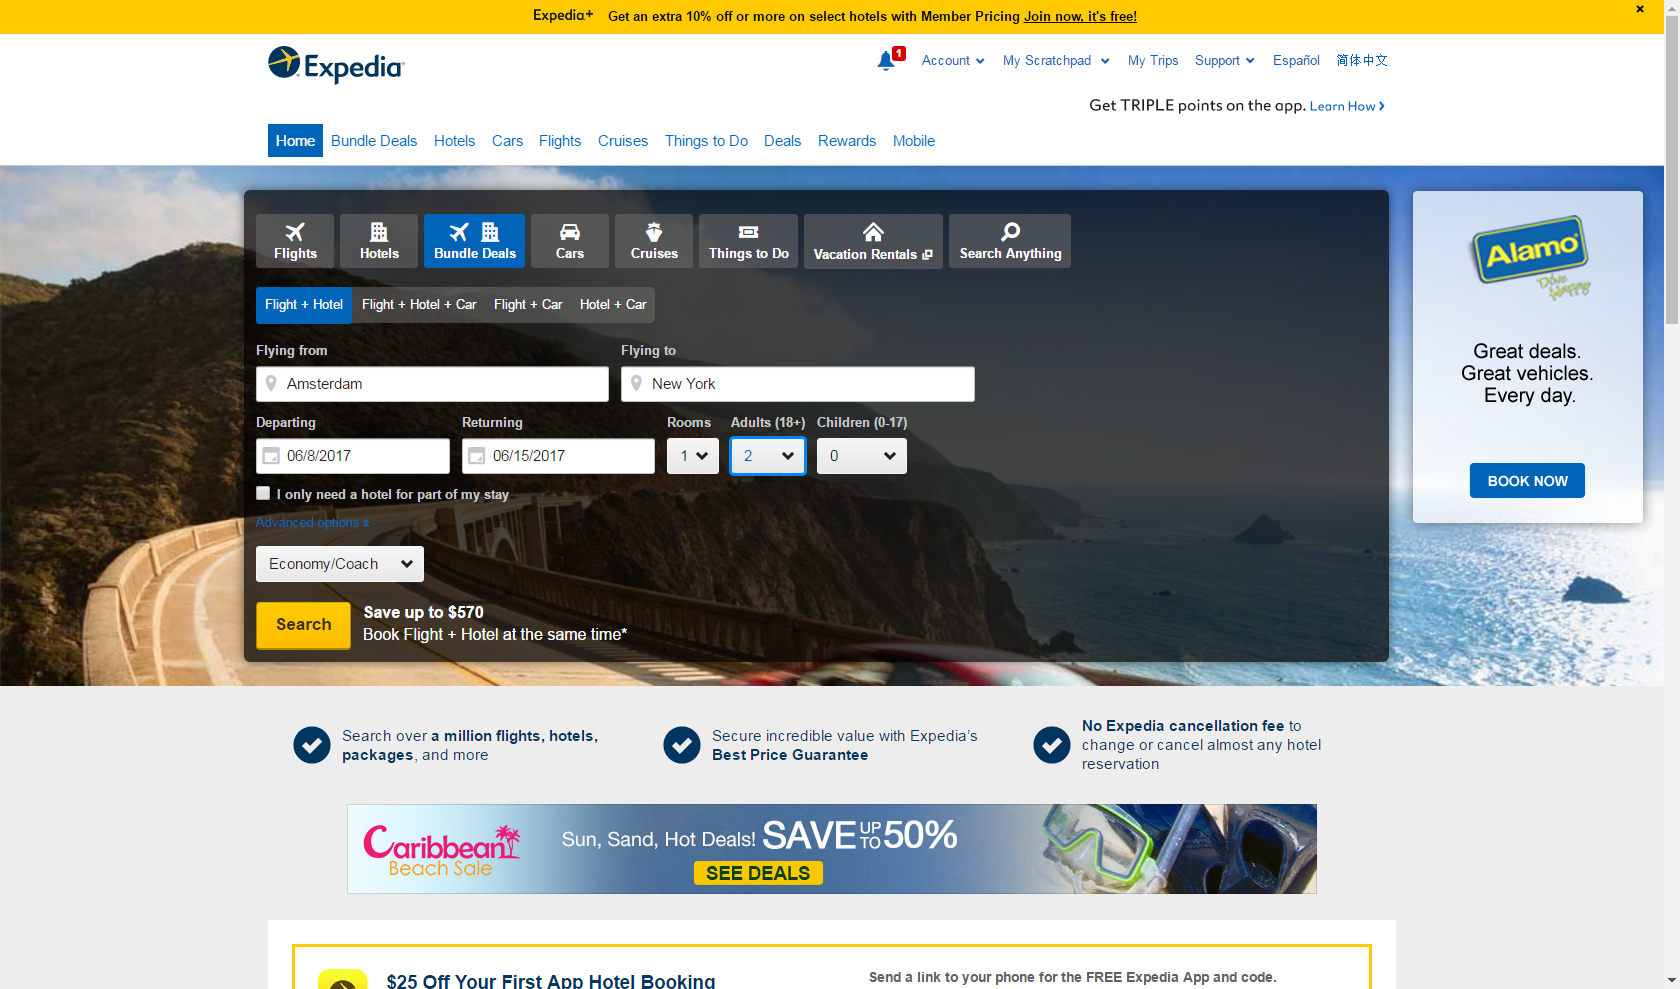 Expedia+ Get an extra 10% off or more on select hotels with Member Pricing Join now, it's free!
Expedia
1 Account My Scratchpad My Trips Support Español 简体中文
Get TRIPLE points on the app. Learn How
Home Bundle Deals Hotels Cars Flights Cruises Things to Do Deals Rewards Mobile
Flights Hotels Bundle Deals Cars Cruises Things to Do Vacation Rentals Search Anything
Flight + Hotel Flight + Hotel + Car Flight + Car Hotel + Car
Flying from Flying to
Amsterdam New York
Departing Returning Rooms Adults (18+) Children (0-17)
06/8/2017 06/15/2017 1 2 0
I only need a hotel for part of my stay
Advanced options
Economy/Coach
Search
Save up to $570
Book Flight + Hotel at the same time*
Alamo
Drive Happy
Great deals.
Great vehicles.
Every day.
BOOK NOW
Search over a million flights, hotels,
packages, and more
Secure incredible value with Expedia’s
Best Price Guarantee
No Expedia cancellation fee to
change or cancel almost any hotel
reservation
Caribbean
Beach Sale
Sun, Sand, Hot Deals! SAVE UP TO 50%
SEE DEALS
$25 Off Your First App Hotel Booking
Send a link to your phone for the FREE Expedia App and code.